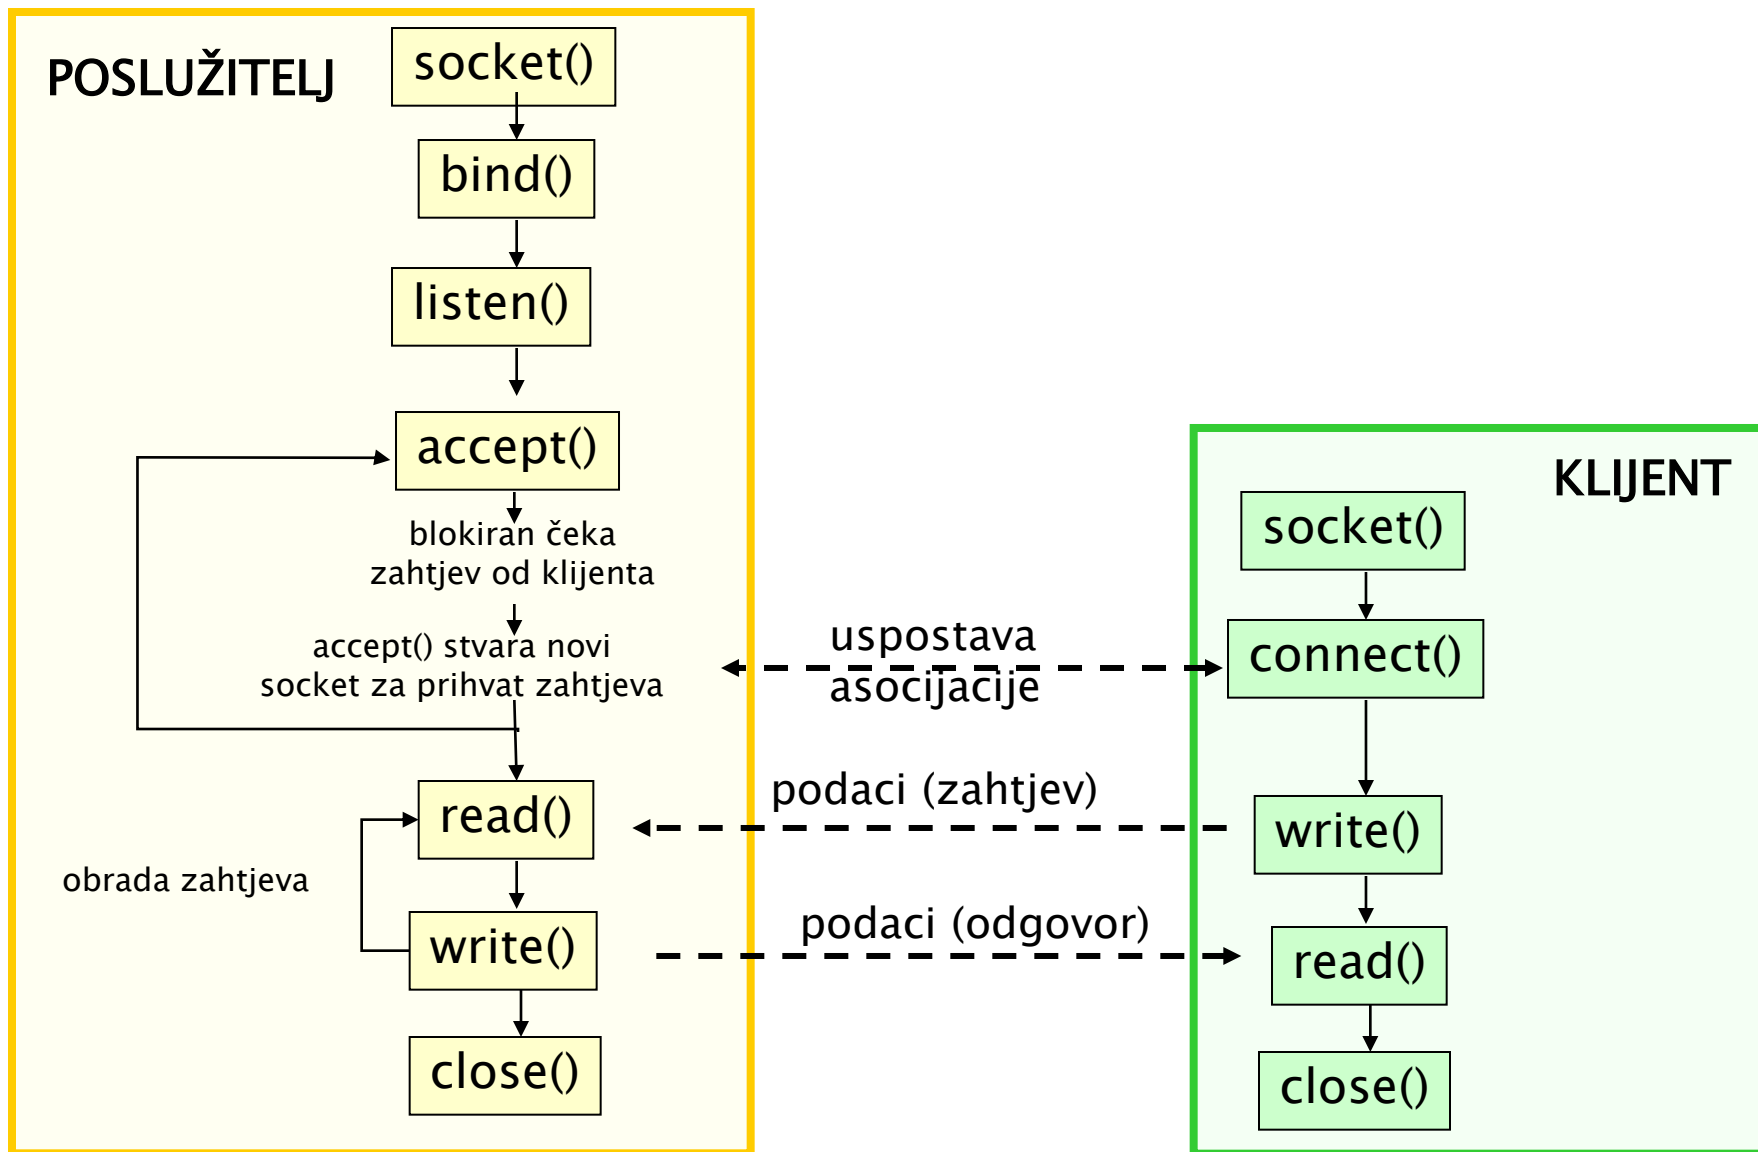 POSLUŽITELJ
socket()
bind()
listen()
accept()
blokiran čeka
zahtjev od klijenta
accept() stvara novi
socket za prihvat zahtjeva
read()
obrada zahtjeva
write()
close()
uspostava
asocijacije
podaci (zahtjev)
podaci (odgovor)
KLIJENT
socket()
connect()
write()
read()
close()